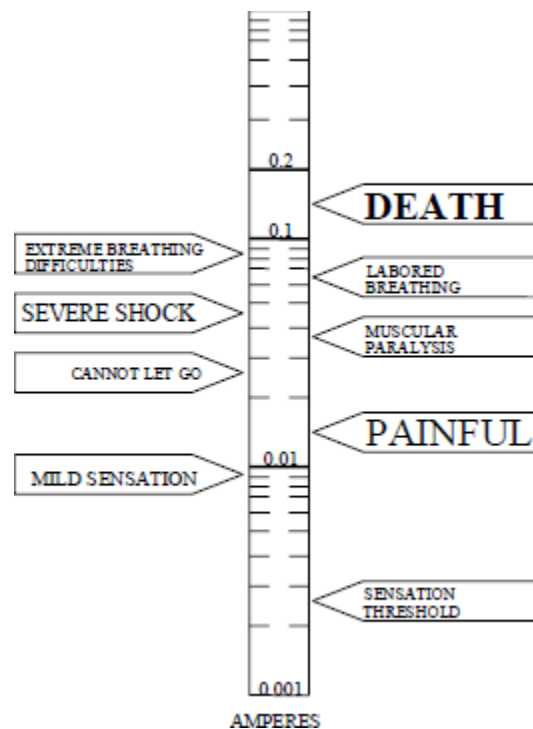 0.2
DEATH
0.1
EXTREME BREATHING
DIFFICULTIES
LABORED
BREATHING
SEVERE SHOCK
MUSCULAR
PARALYSIS
CANNOT LET GO
PAINFUL
0.01
MILD SENSATION
SENSATION
THRESHOLD
0.001
AMPERES